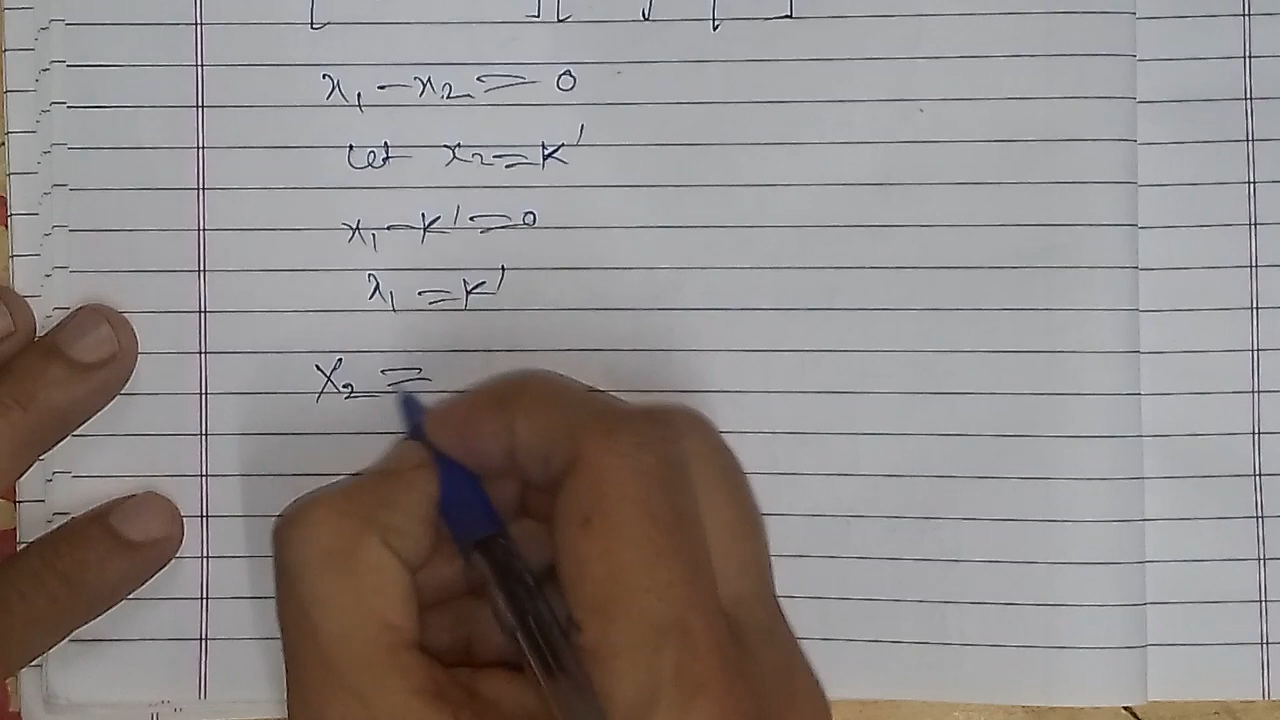 x₁ - x₂ = 0
Let x₂ = k'
x₁ - k' = 0
x₁ = k'
X₂ =